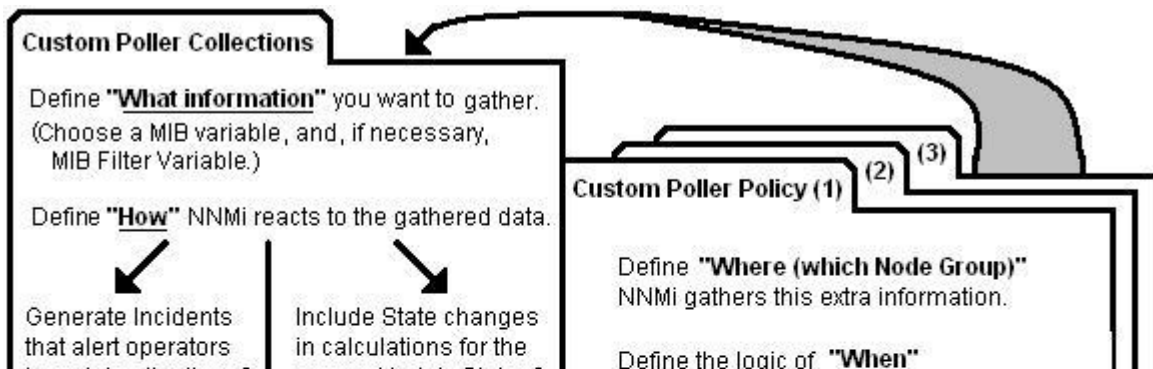 Custom Poller Collections
Define "What information" you want to gather.
(Choose a MIB variable, and, if necessary,
MIB Filter Variable.)
Define "How" NNMi reacts to the gathered data.
Generate Incidents
that alert operators
Include State changes
in calculations for the
(3)
(2)
Custom Poller Policy (1)
Define "Where (which Node Group)"
NNMi gathers this extra information.
Define the logic of "When"